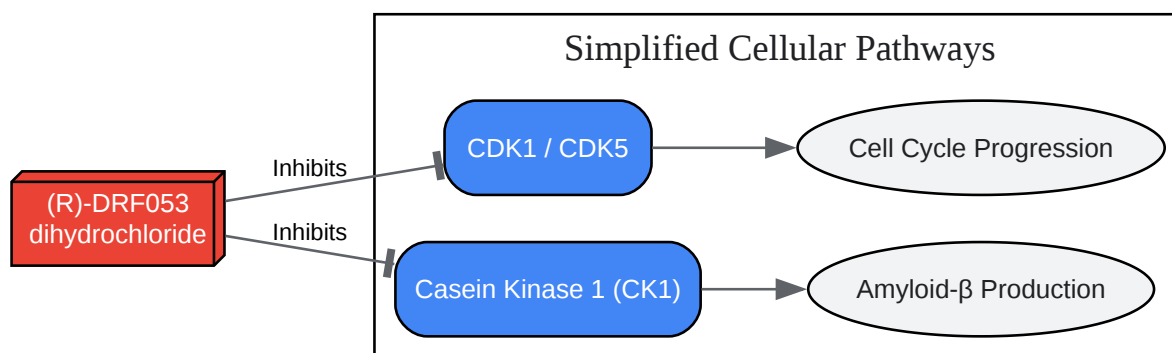 Simplified Cellular Pathways
CDK1 / CDK5
Cell Cycle Progression
Inhibits
(R)-DRF053
dihydrochloride
Inhibits
Casein Kinase 1 (CK1)
Amyloid-β Production